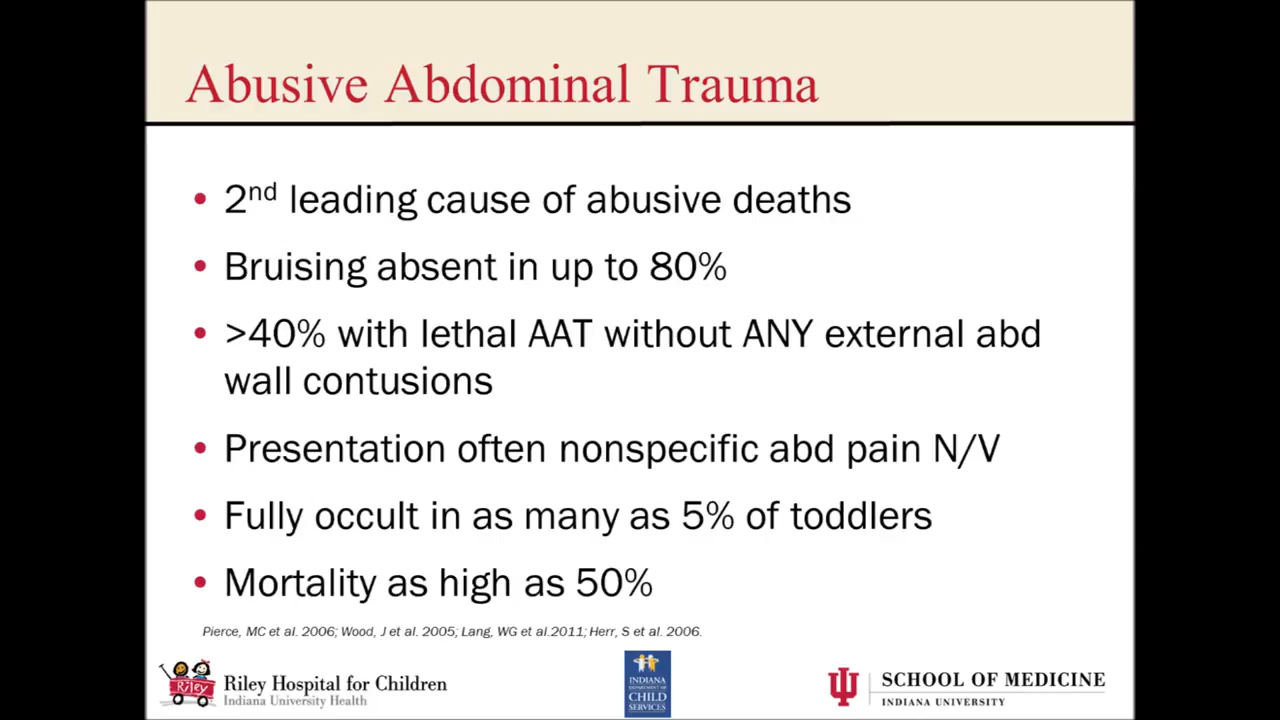 Abusive Abdominal Trauma
• 2nd leading cause of abusive deaths
• Bruising absent in up to 80%
• >40% with lethal AAT without ANY external abd
wall contusions
• Presentation often nonspecific abd pain N/V
• Fully occult in as many as 5% of toddlers
• Mortality as high as 50%
Pierce, MC et al. 2006; Wood, J et al. 2005; Lang, WG et al.2011; Herr, S et al. 2006.
Riley
Riley Hospital for Children
Indiana University Health
INDIANA
DEPARTMENT OF
CHILD
SERVICES
SCHOOL OF MEDICINE
INDIANA UNIVERSITY